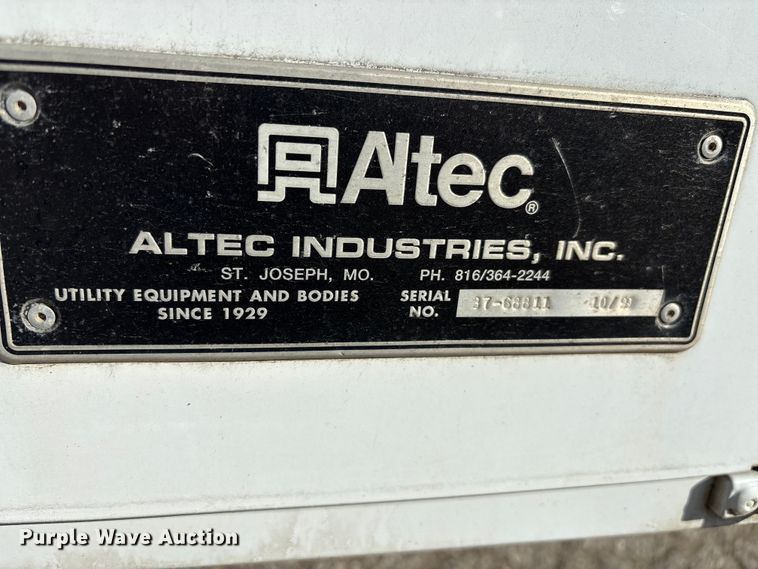 Altec®
ALTEC INDUSTRIES, INC.
ST. JOSEPH, MO. PH. 816/364-2244
UTILITY EQUIPMENT AND BODIES
SINCE 1929
SERIAL
NO.
Purple Wave Auction